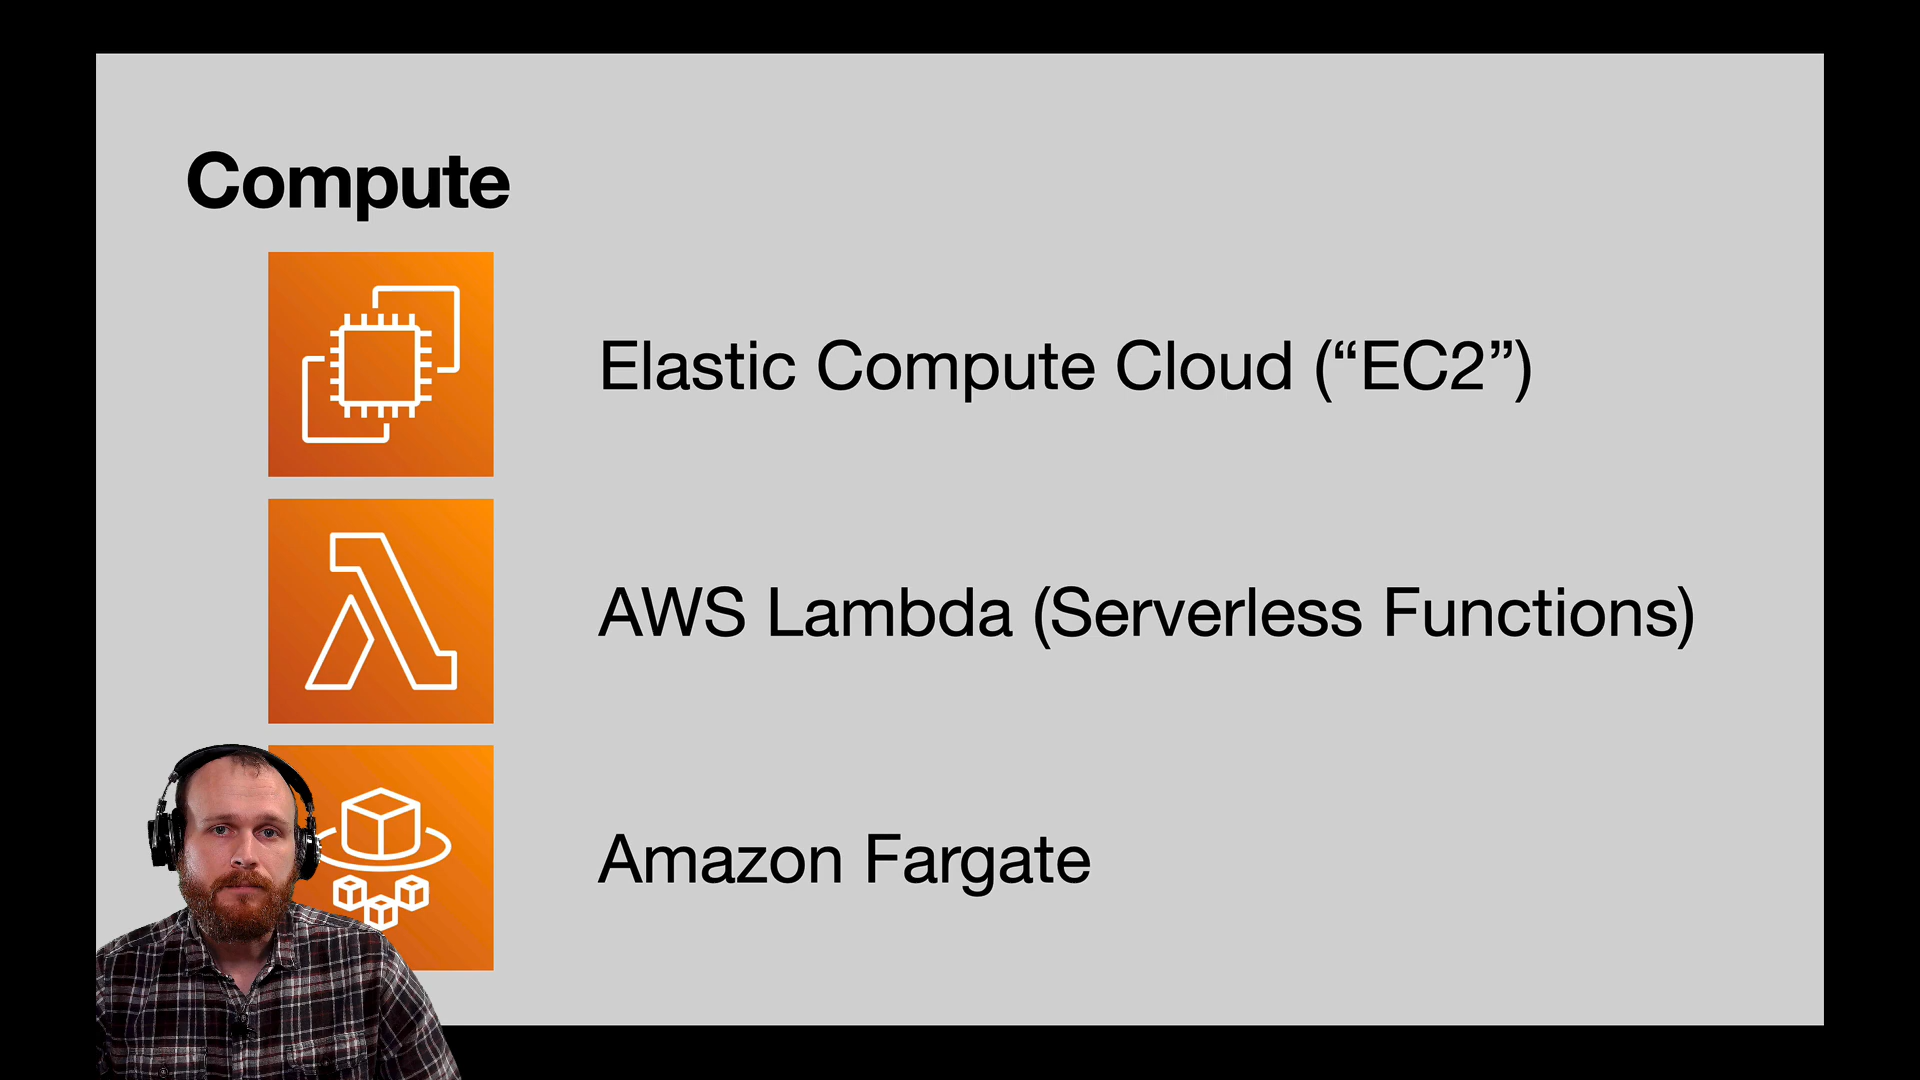 Compute
Elastic Compute Cloud (“EC2”)
AWS Lambda (Serverless Functions)
Amazon Fargate